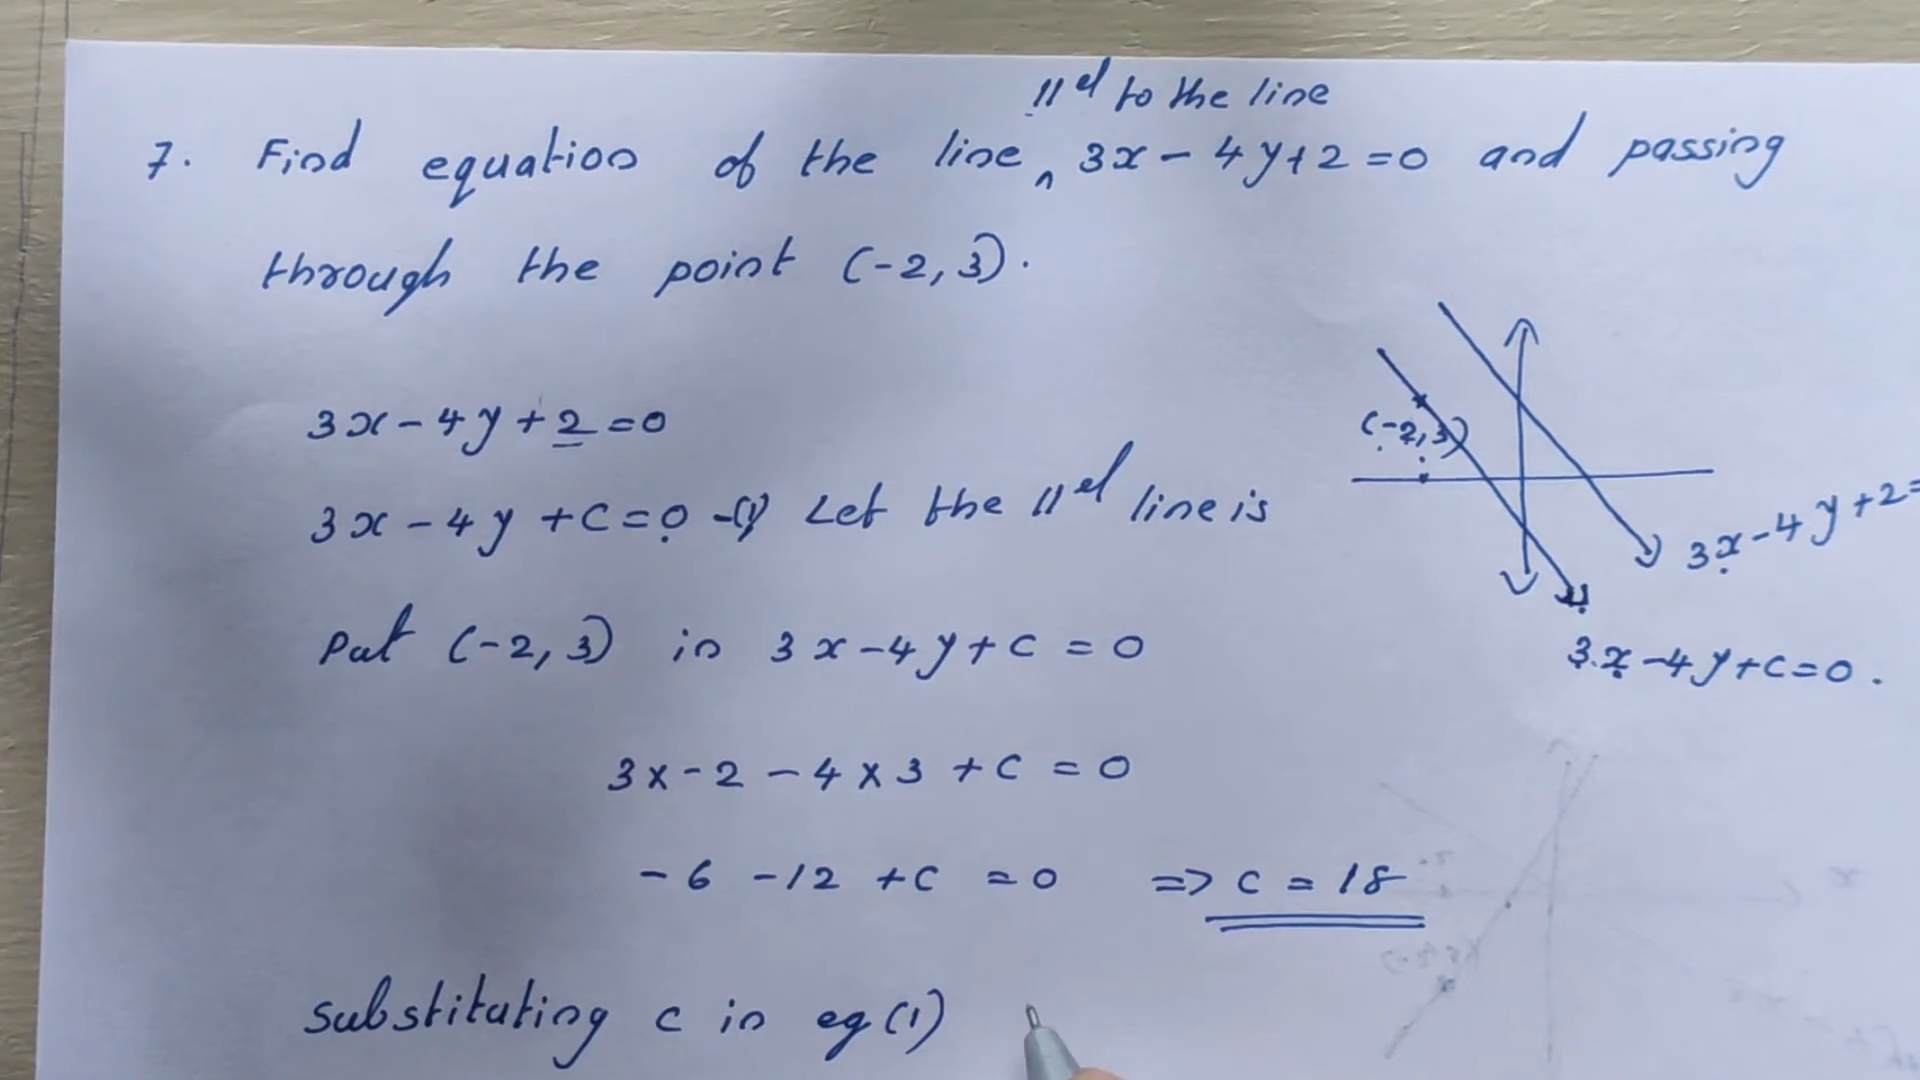 //el to the line
7. Find equation of the line ^ 3x - 4y + 2 = 0 and passing
through the point (-2, 3).
3x - 4y + 2 = 0
3x - 4y + c = 0 -(1) Let the //el line is
(-2, 3)
3x - 4y + 2 =
Put (-2, 3) in 3x - 4y + c = 0
3x - 4y + c = 0.
3 x -2 - 4 x 3 + c = 0
-6 - 12 + c = 0 => c = 18
substituting c in eq (1)